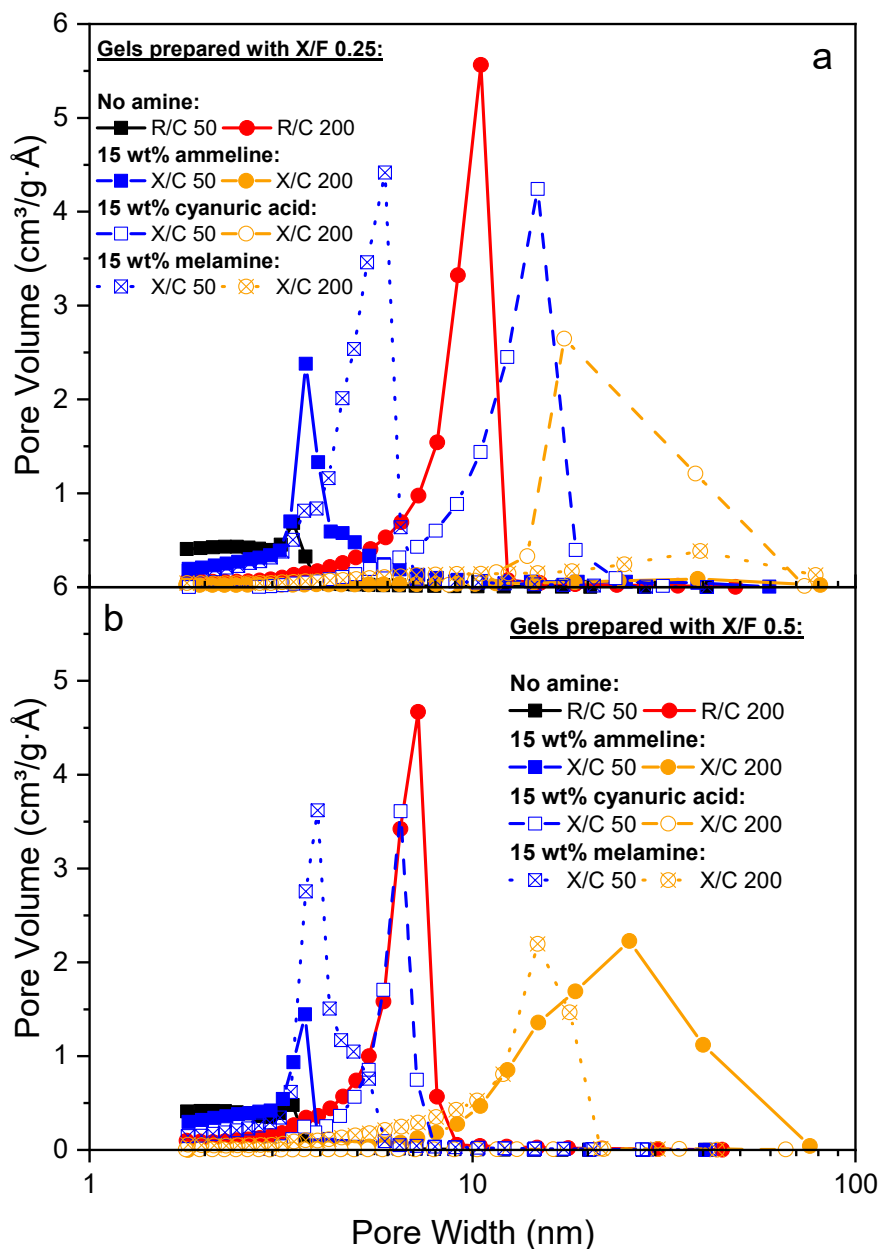 6
5
4
3
2
1
6
Pore Volume (cm³/g·Å)
Gels prepared with X/F 0.25:
a
No amine:
R/C 50 R/C 200
15 wt% ammeline:
X/C 50 X/C 200
15 wt% cyanuric acid:
X/C 50 X/C 200
15 wt% melamine:
X/C 50 X/C 200
b
5
4
3
2
1
0
Pore Volume (cm³/g·Å)
Gels prepared with X/F 0.5:
No amine:
R/C 50 R/C 200
15 wt% ammeline:
X/C 50 X/C 200
15 wt% cyanuric acid:
X/C 50 X/C 200
15 wt% melamine:
X/C 50 X/C 200
1 10 100
Pore Width (nm)